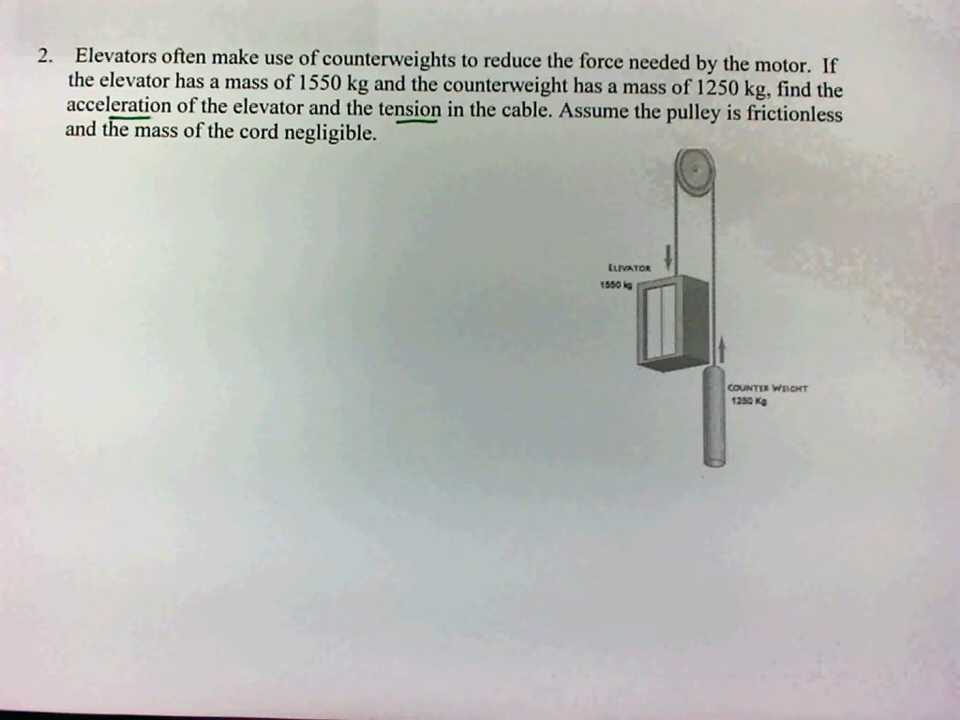 2. Elevators often make use of counterweights to reduce the force needed by the motor. If
the elevator has a mass of 1550 kg and the counterweight has a mass of 1250 kg, find the
acceleration of the elevator and the tension in the cable. Assume the pulley is frictionless
and the mass of the cord negligible.
ELEVATOR
1550 kg
COUNTER WEIGHT
1250 Kg